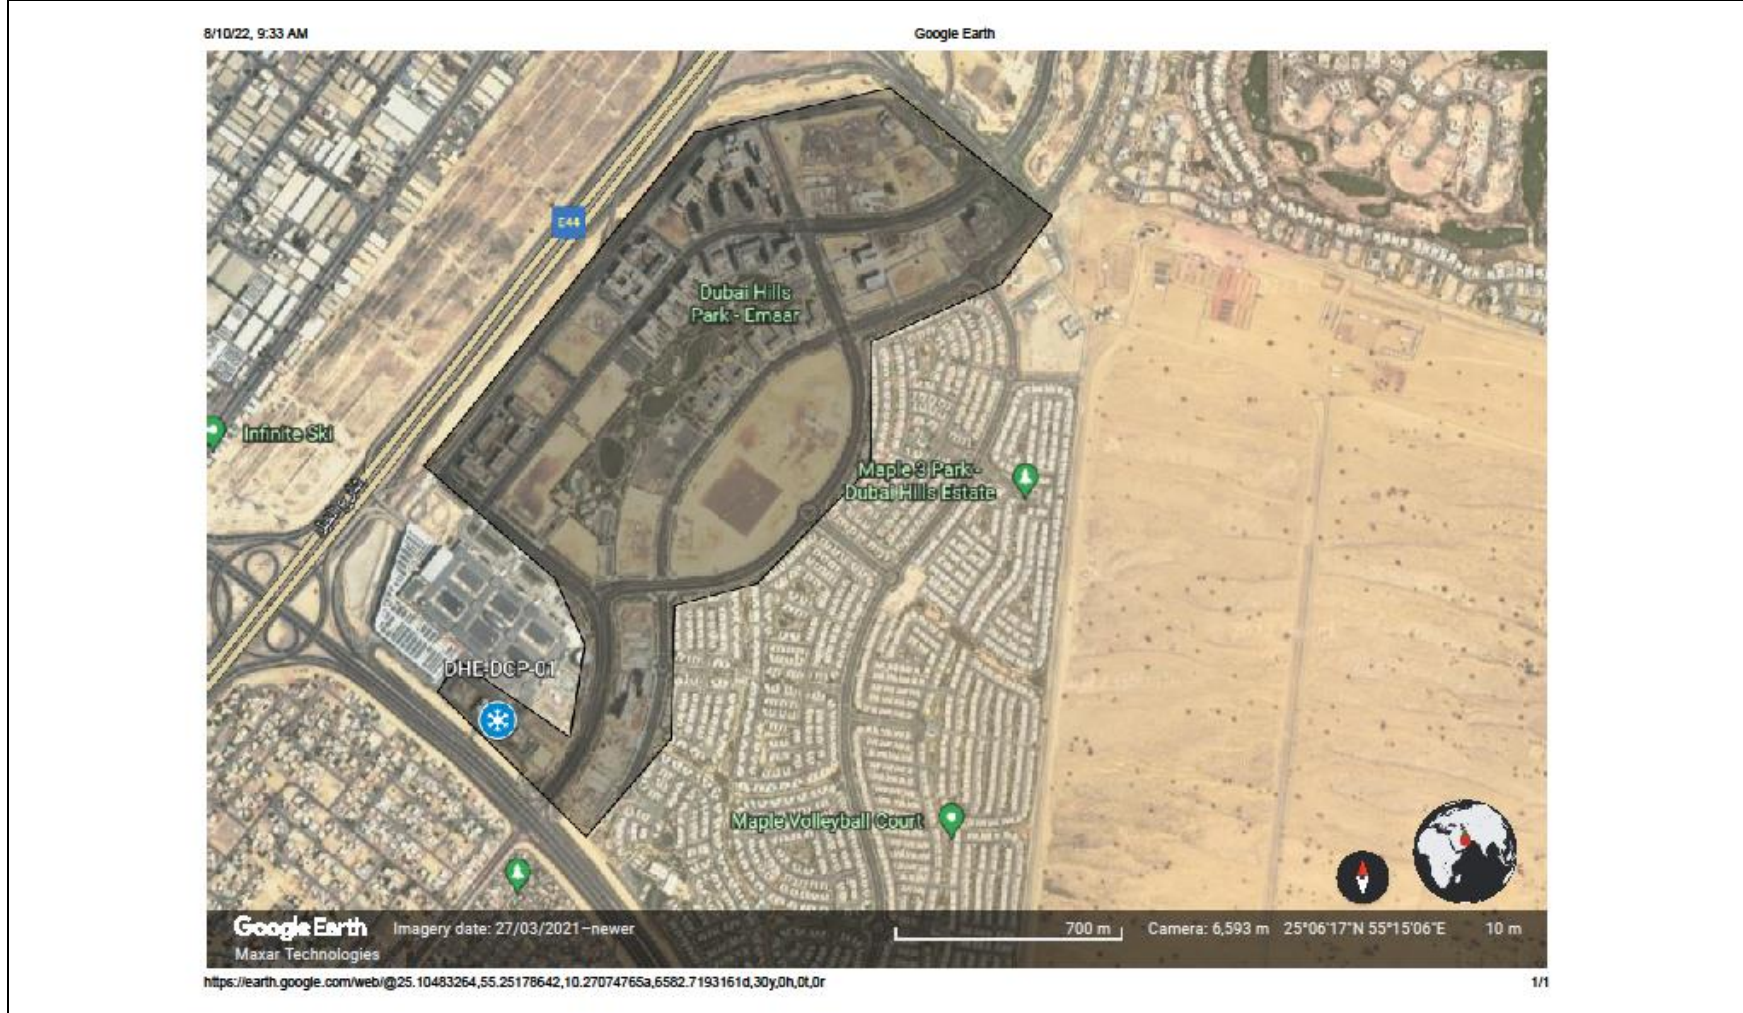 8/10/22, 9:33 AM
Google Earth
E44
Dubai Hills
Park - Emaar
Infinite Ski
Maple 3 Park -
Dubai Hills Estate
DHE-DCP-01
Maple Volleyball Court
Google Earth
Imagery date: 27/03/2021–newer
700 m
Camera: 6,593 m
25°06'17"N 55°15'06"E
10 m
Maxar Technologies
https://earth.google.com/web/@25.10483264,55.25178642,10.27074765a,6582.7193161d,30y,0h,0t,0r
1/1